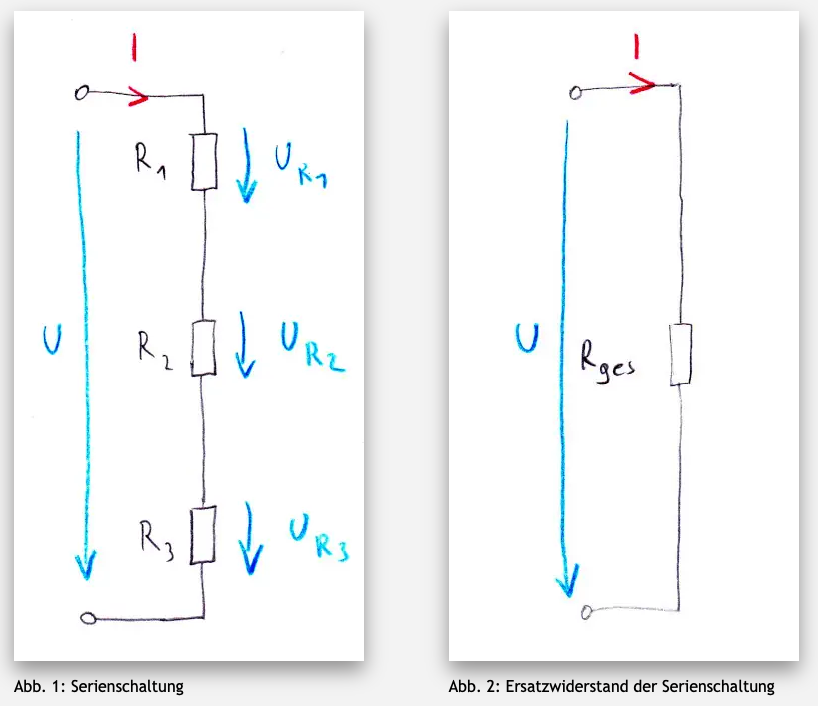 I
R1
UR1
U
R2
UR2
R3
UR3
Abb. 1: Serienschaltung
I
U
Rges
Abb. 2: Ersatzwiderstand der Serienschaltung